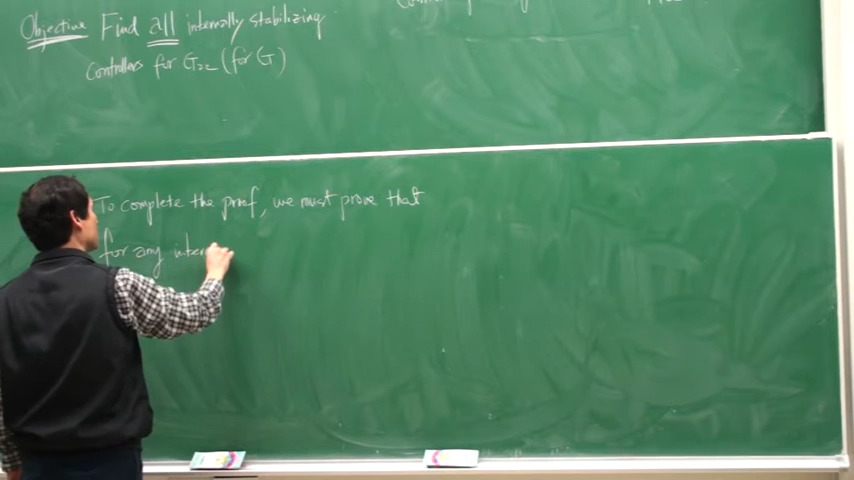 Objective Find all internally stabilizing
Controllers for G₂₂ (for G)
To complete the proof, we must prove that
for any inter